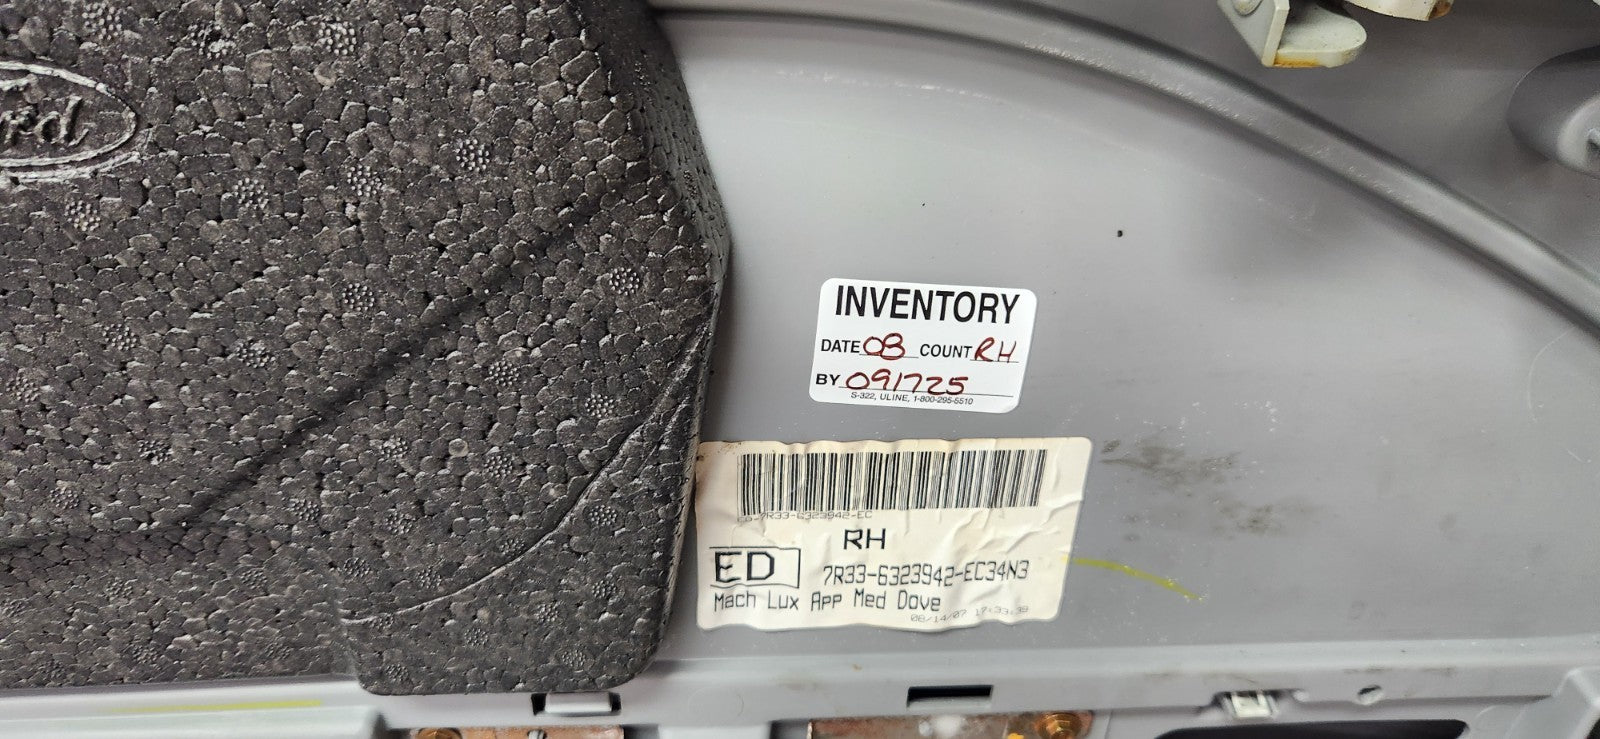 INVENTORY
DATE 08 COUNT RH
BY 091725
S-322, ULINE, 1-800-295-5510
ED-7R33-6323942-EC
RH
ED
7R33-6323942-EC34N3
Mach Lux App Med Dove
08/14/07 17:33:39